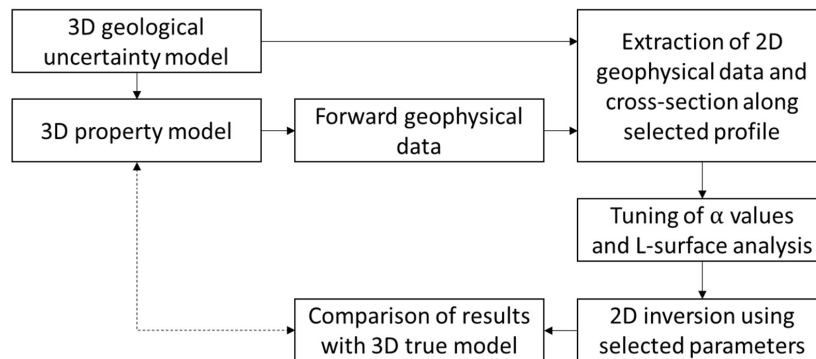 3D geological
uncertainty model
Extraction of 2D
geophysical data and
cross-section along
selected profile
3D property model
Forward geophysical
data
Tuning of α values
and L-surface analysis
Comparison of results
with 3D true model
2D inversion using
selected parameters